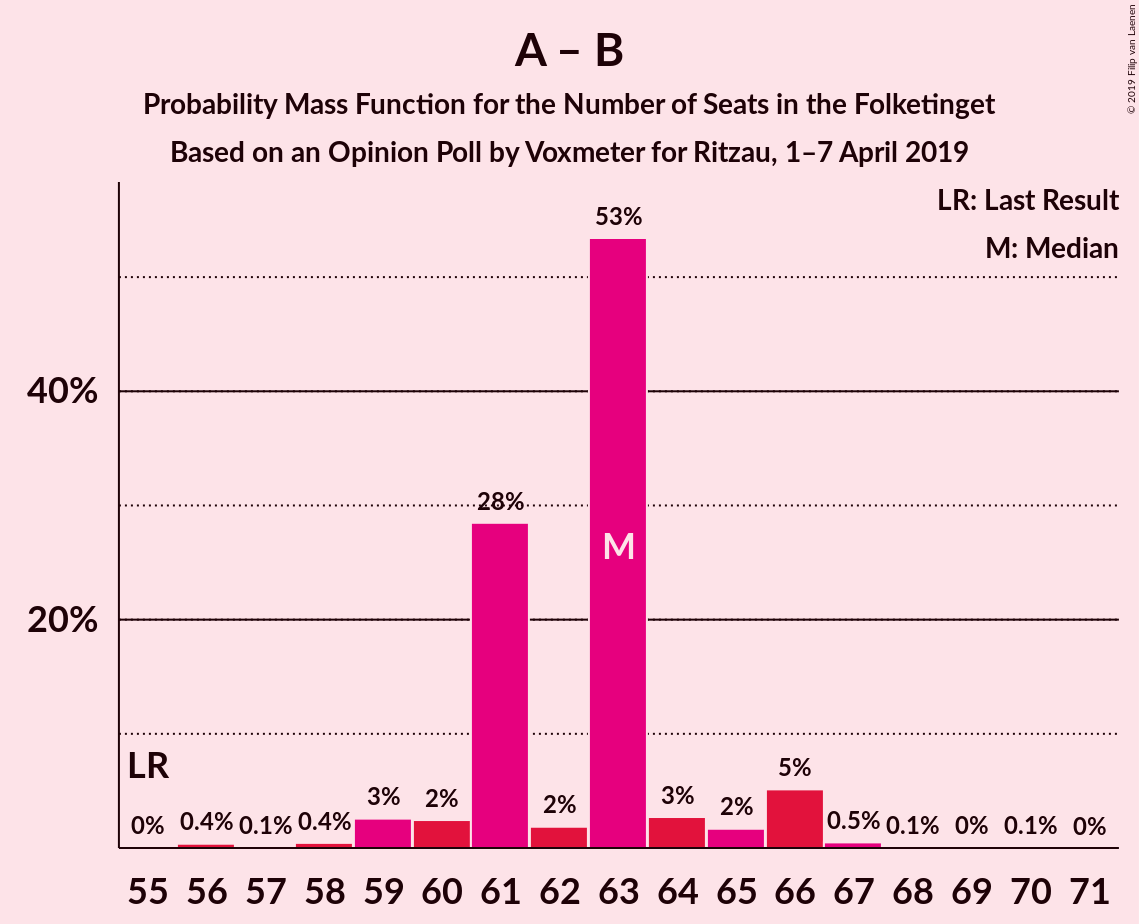 A – B
Probability Mass Function for the Number of Seats in the Folketinget
Based on an Opinion Poll by Voxmeter for Ritzau, 1–7 April 2019
© 2019 Filip van Laenen
LR: Last Result
M: Median
40%
20%
LR
0%
0.4%
0.1%
0.4%
3%
2%
28%
2%
53%
M
3%
2%
5%
0.5%
0.1%
0%
0.1%
0%
55 56 57 58 59 60 61 62 63 64 65 66 67 68 69 70 71